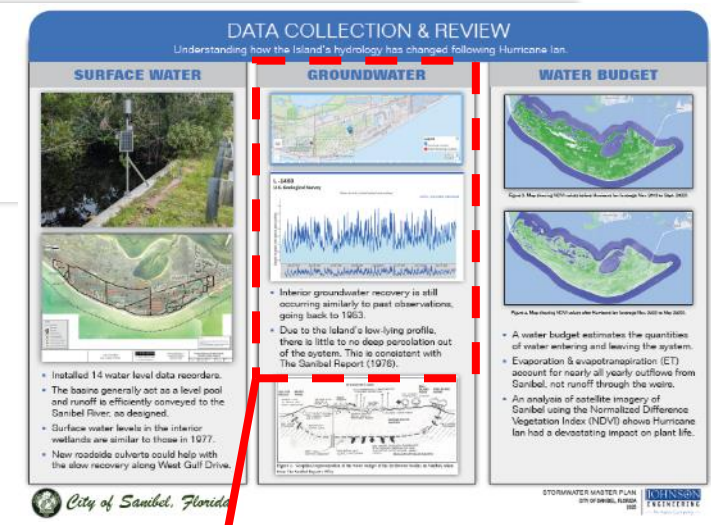 DATA COLLECTION & REVIEW
Understanding how the Island's hydrology has changed following Hurricane Ian.
SURFACE WATER
• Installed 14 water level data recorders.
• The basins generally act as a level pool
and runoff is efficiently conveyed to the
Sanibel River, as designed.
• Surface water levels in the interior
wetlands are similar to those in 1977.
• New roadside culverts could help with
the slow recovery along West Gulf Drive.
GROUNDWATER
U.S. Geological Survey
• Interior groundwater recovery is still
occurring similarly to past observations,
going back to 1953.
• Due to the Island's low-lying profile,
there is little to no deep percolation out
of the system. This is consistent with
The Sanibel Report (1976).
WATER BUDGET
• A water budget estimates the quantities
of water entering and leaving the system.
• Evaporation & evapotranspiration (ET)
account for nearly all yearly outflows from
Sanibel, not runoff through the weirs.
• An analysis of satellite imagery of
Sanibel using the Normalized Difference
Vegetation Index (NDVI) shows Hurricane
Ian had a devastating impact on plant life.
City of Sanibel, Florida
STORMWATER MASTER PLAN
CITY OF SANIBEL, FLORIDA
JOHNSON
ENGINEERING